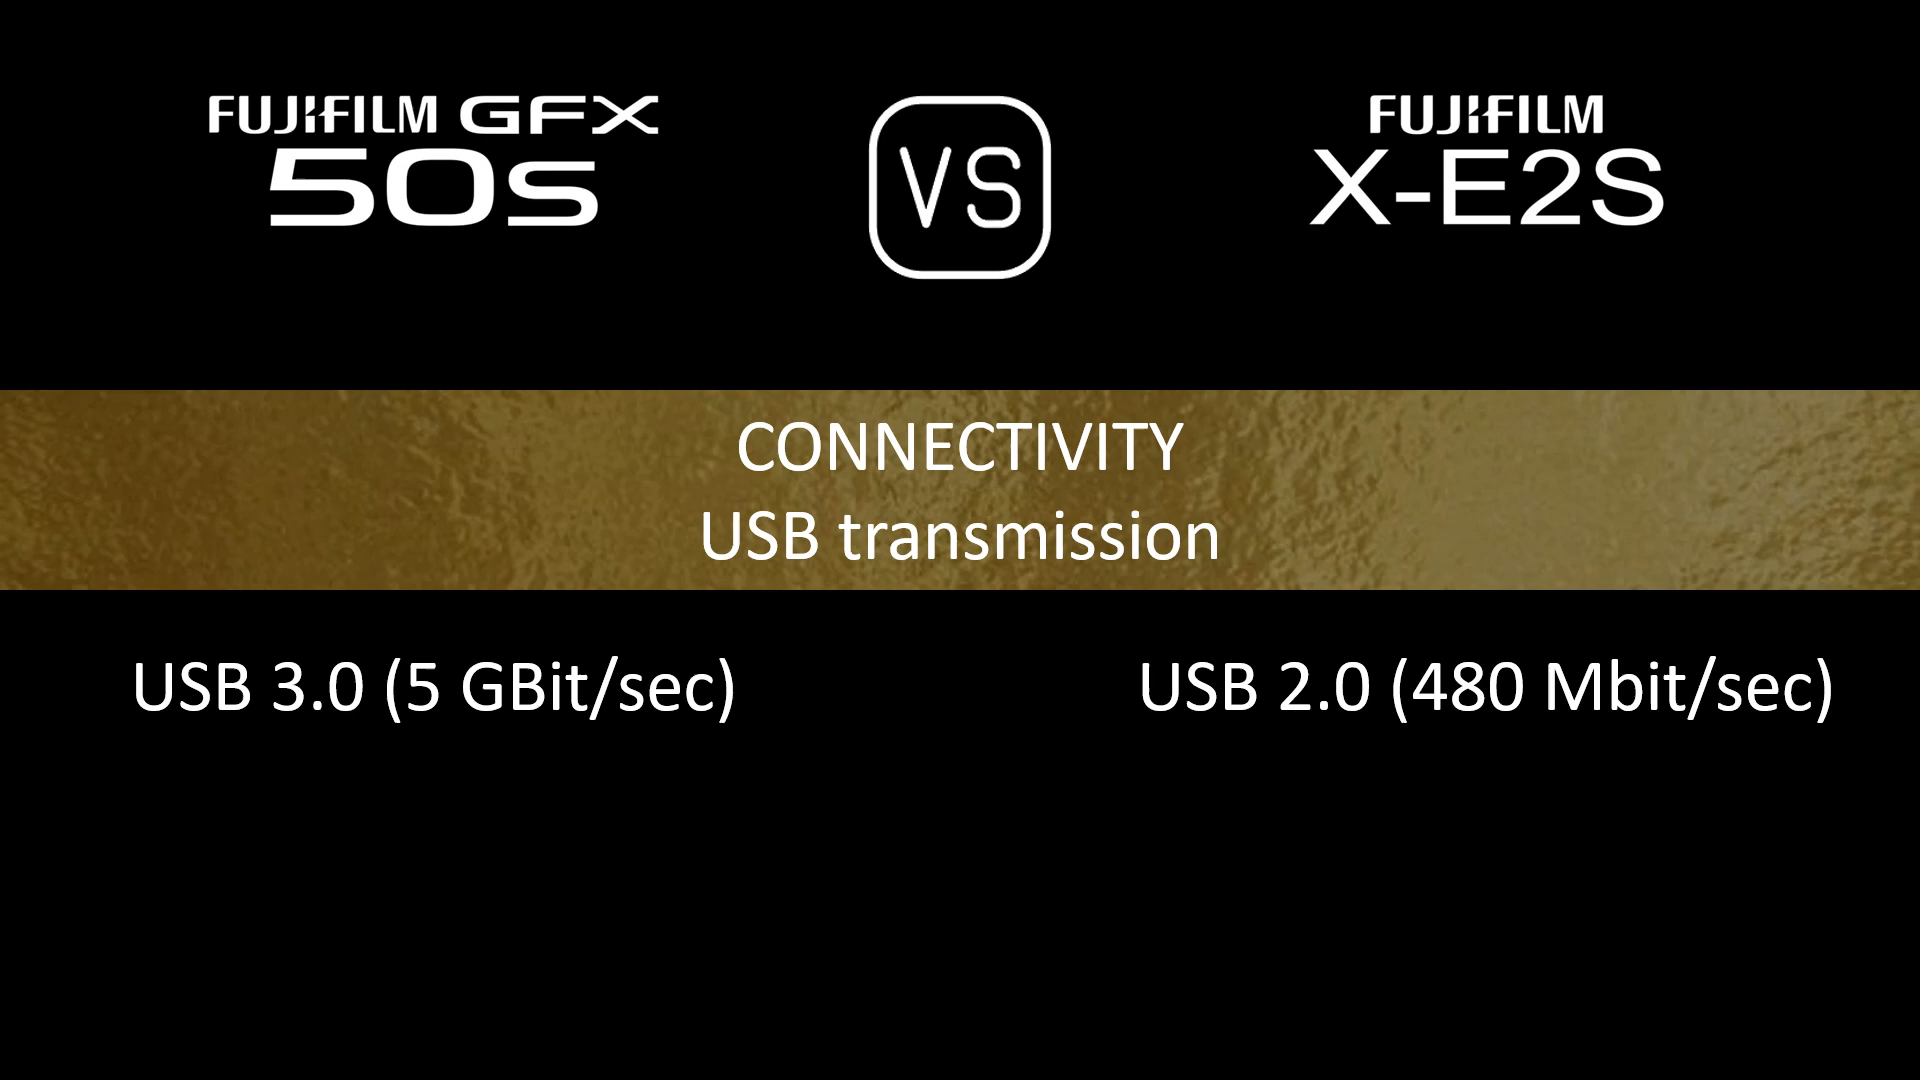 FUJIFILM GFX
50s
VS
FUJIFILM
X-E2S
CONNECTIVITY
USB transmission
USB 3.0 (5 GBit/sec)
USB 2.0 (480 Mbit/sec)